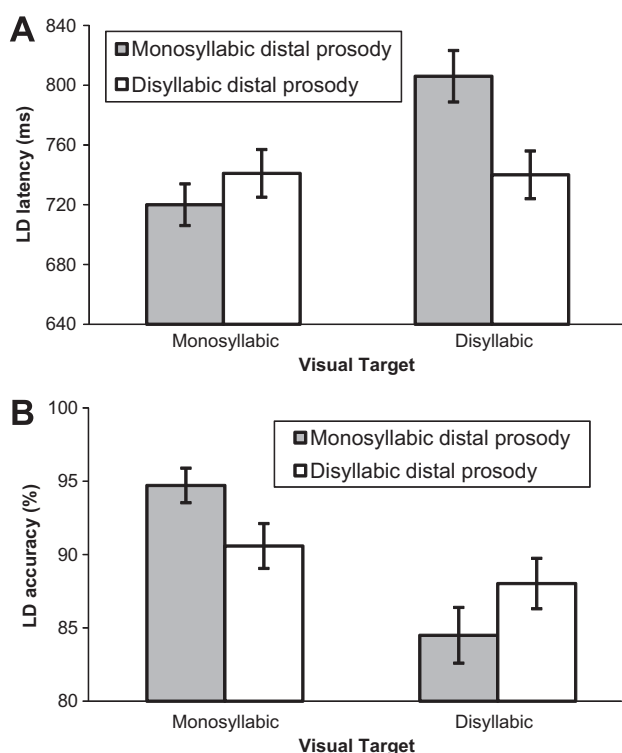 A
840
800
760
720
680
640
LD latency (ms)
Monosyllabic distal prosody
Disyllabic distal prosody
Monosyllabic Disyllabic
Visual Target
B
100
95
90
85
80
LD accuracy (%)
Monosyllabic distal prosody
Disyllabic distal prosody
Monosyllabic Disyllabic
Visual Target